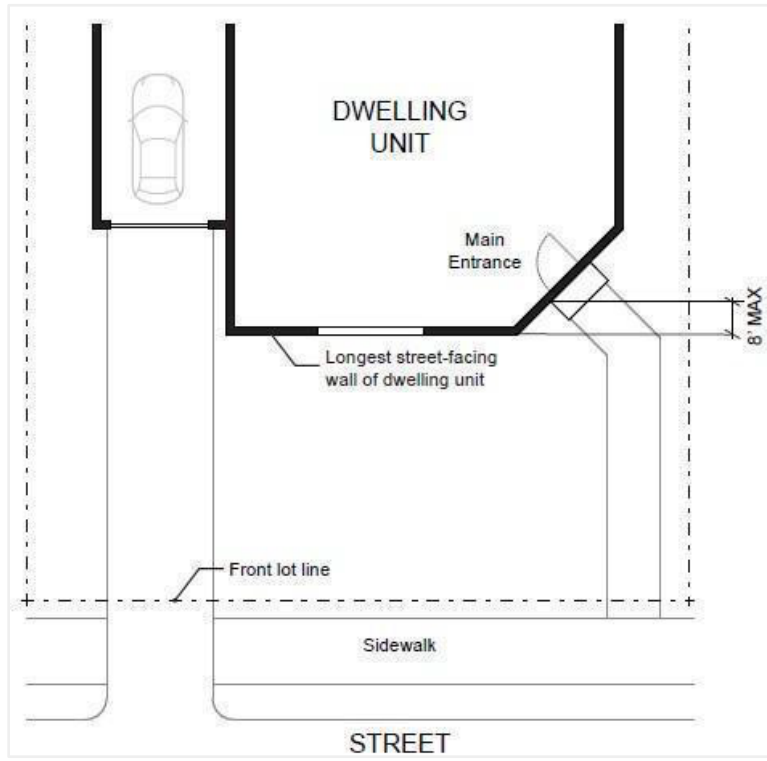 DWELLING
UNIT
Main
Entrance
8' MAX
Longest street-facing
wall of dwelling unit
Front lot line
Sidewalk
STREET